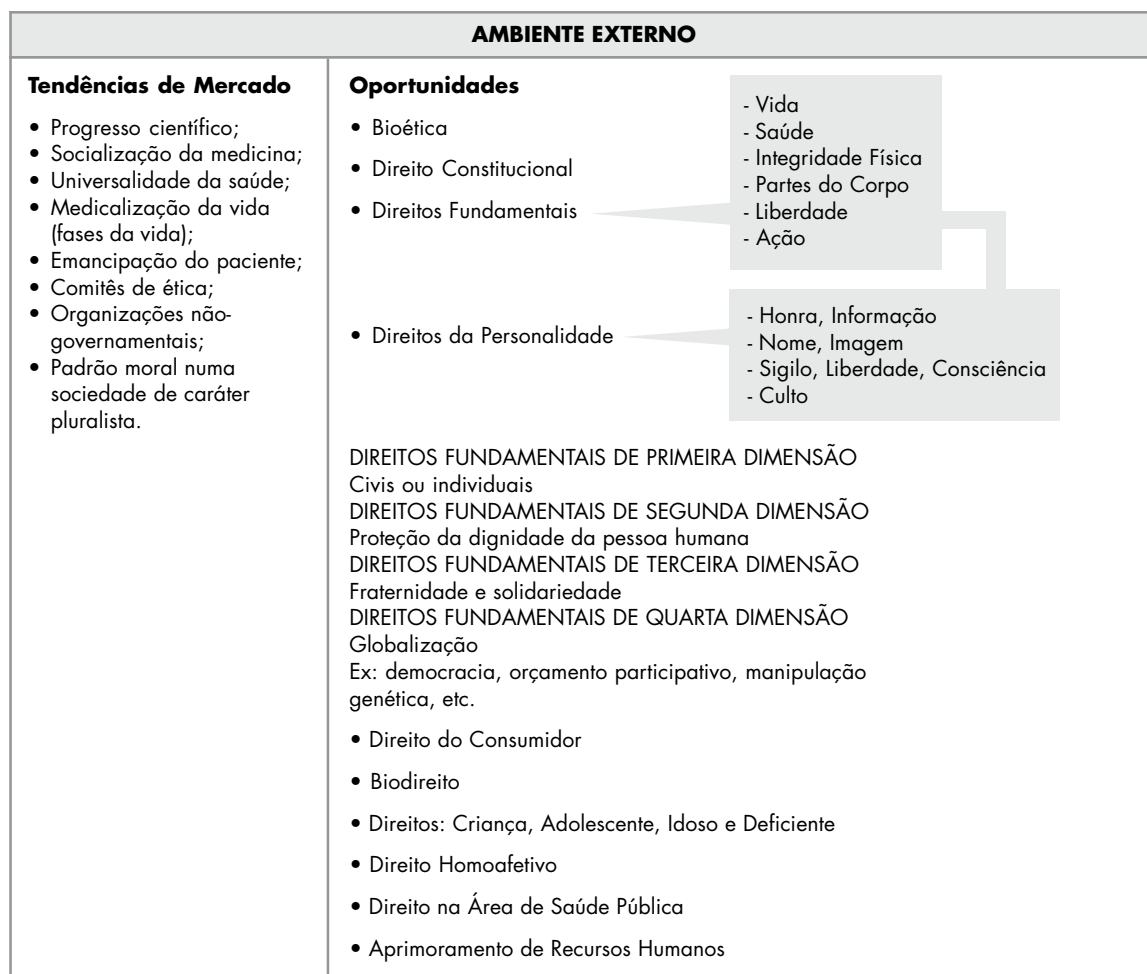 AMBIENTE EXTERNO
Tendências de Mercado
• Progresso científico;
• Socialização da medicina;
• Universalidade da saúde;
• Medicalização da vida
(fases da vida);
• Emancipação do paciente;
• Comitês de ética;
• Organizações não-
governamentais;
• Padrão moral numa
sociedade de caráter
pluralista.
Oportunidades
• Bioética
• Direito Constitucional
• Direitos Fundamentais
- Vida
- Saúde
- Integridade Física
- Partes do Corpo
- Liberdade
- Ação
• Direitos da Personalidade
- Honra, Informação
- Nome, Imagem
- Sigilo, Liberdade, Consciência
- Culto
DIREITOS FUNDAMENTAIS DE PRIMEIRA DIMENSÃO
Civis ou individuais
DIREITOS FUNDAMENTAIS DE SEGUNDA DIMENSÃO
Proteção da dignidade da pessoa humana
DIREITOS FUNDAMENTAIS DE TERCEIRA DIMENSÃO
Fraternidade e solidariedade
DIREITOS FUNDAMENTAIS DE QUARTA DIMENSÃO
Globalização
Ex: democracia, orçamento participativo, manipulação
genética, etc.
• Direito do Consumidor
• Biodireito
• Direitos: Criança, Adolescente, Idoso e Deficiente
• Direito Homoafetivo
• Direito na Área de Saúde Pública
• Aprimoramento de Recursos Humanos